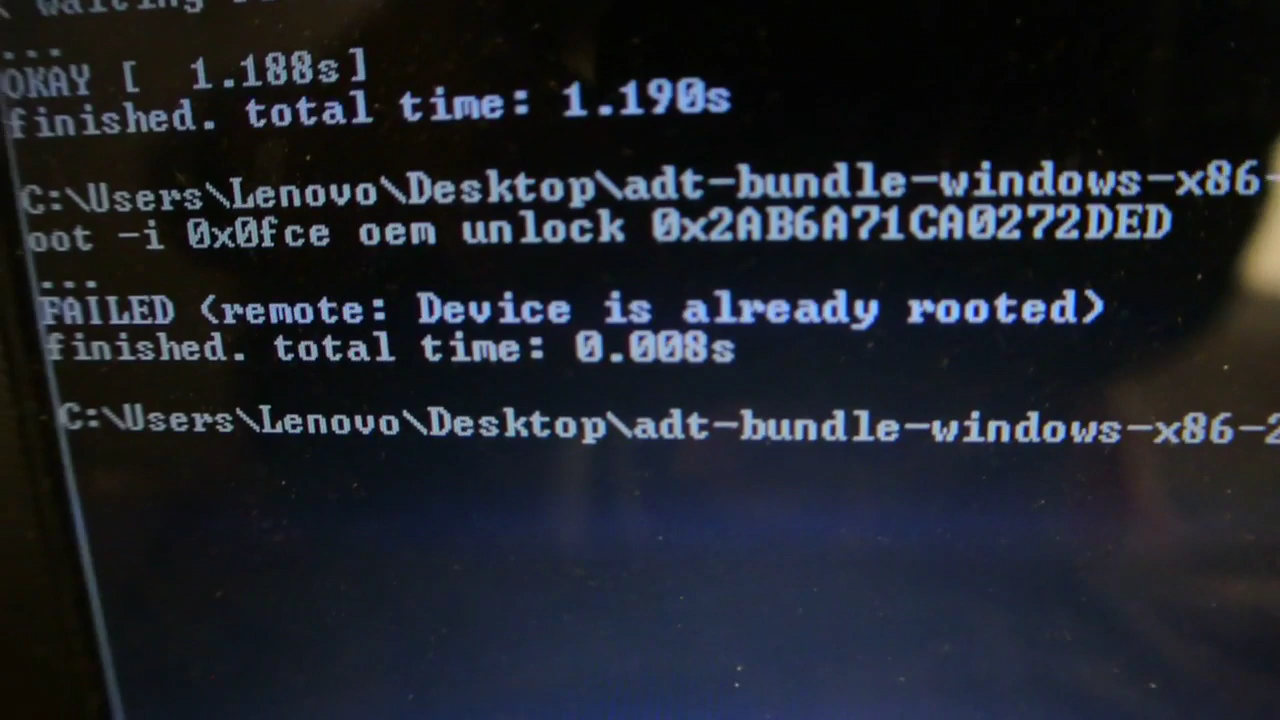 waiting
...
OKAY [  1.188s]
finished. total time: 1.190s
C:\Users\Lenovo\Desktop\adt-bundle-windows-x86-
oot -i 0x0fce oem unlock 0x2AB6A71CA0272DED
...
FAILED (remote: Device is already rooted)
finished. total time: 0.008s
C:\Users\Lenovo\Desktop\adt-bundle-windows-x86-2